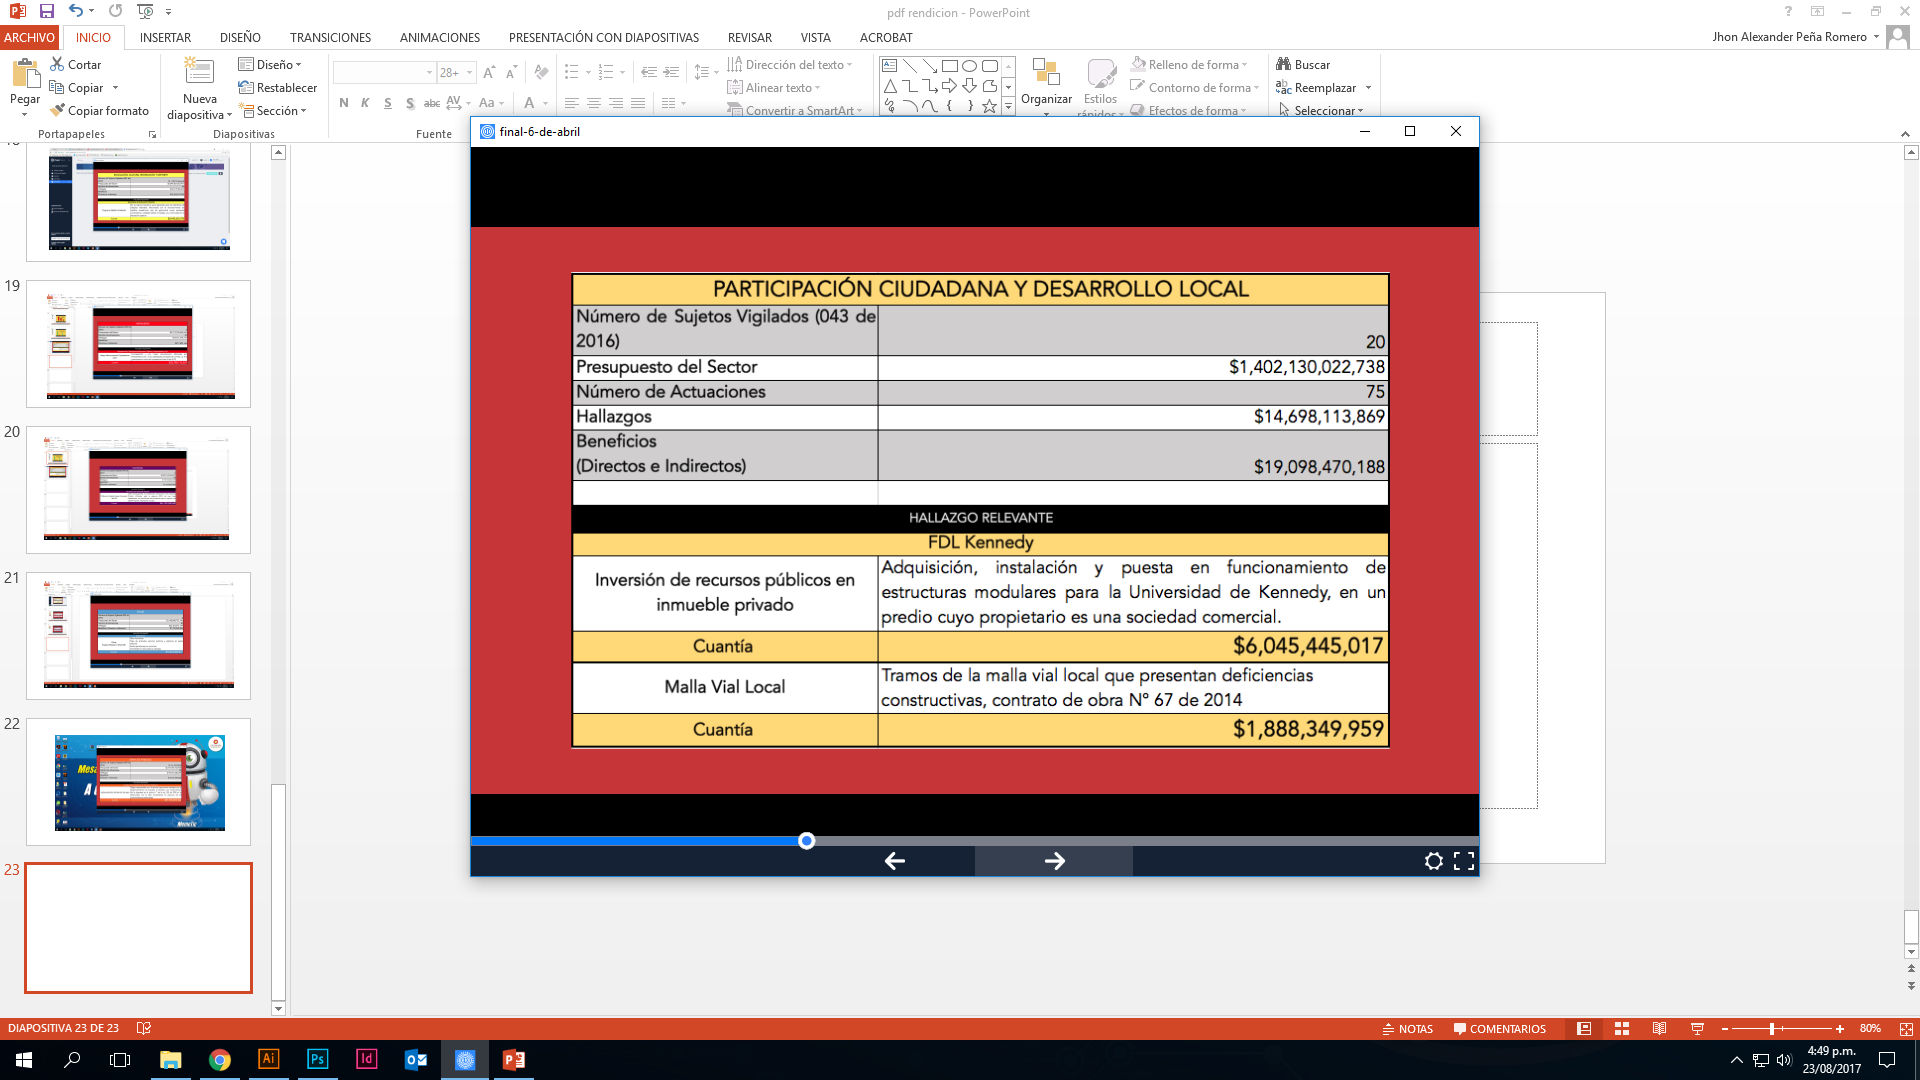 pdf rendicion - PowerPoint
ARCHIVO INICIO INSERTAR DISEÑO TRANSICIONES ANIMACIONES PRESENTACIÓN CON DIAPOSITIVAS REVISAR VISTA ACROBAT
Jhon Alexander Peña Romero
Pegar
Cortar
Copiar
Copiar formato
Portapapeles
Nueva
diapositiva
Diseño
Restablecer
Sección
Diapositivas
28+
N K S S abc AV Aa A
Fuente
Dirección del texto
Alinear texto
Convertir a SmartArt
Organizar
Estilos
rápidos
Relleno de forma
Contorno de forma
Efectos de forma
Buscar
Reemplazar
Seleccionar
final-6-de-abril
PARTICIPACIÓN CIUDADANA Y DESARROLLO LOCAL
Número de Sujetos Vigilados (043 de
2016) 20
Presupuesto del Sector $1,402,130,022,738
Número de Actuaciones 75
Hallazgos $14,698,113,869
Beneficios
(Directos e Indirectos) $19,098,470,188
HALLAZGO RELEVANTE
FDL Kennedy
Inversión de recursos públicos en
inmueble privado
Adquisición, instalación y puesta en funcionamiento de
estructuras modulares para la Universidad de Kennedy, en un
predio cuyo propietario es una sociedad comercial.
Cuantía $6,045,445,017
Malla Vial Local
Tramos de la malla vial local que presentan deficiencias
constructivas, contrato de obra Nº 67 de 2014
Cuantía $1,888,349,959
19
20
21
22
23
DIAPOSITIVA 23 DE 23
NOTAS COMENTARIOS 80%
Ai Ps Id
4:49 p.m.
23/08/2017